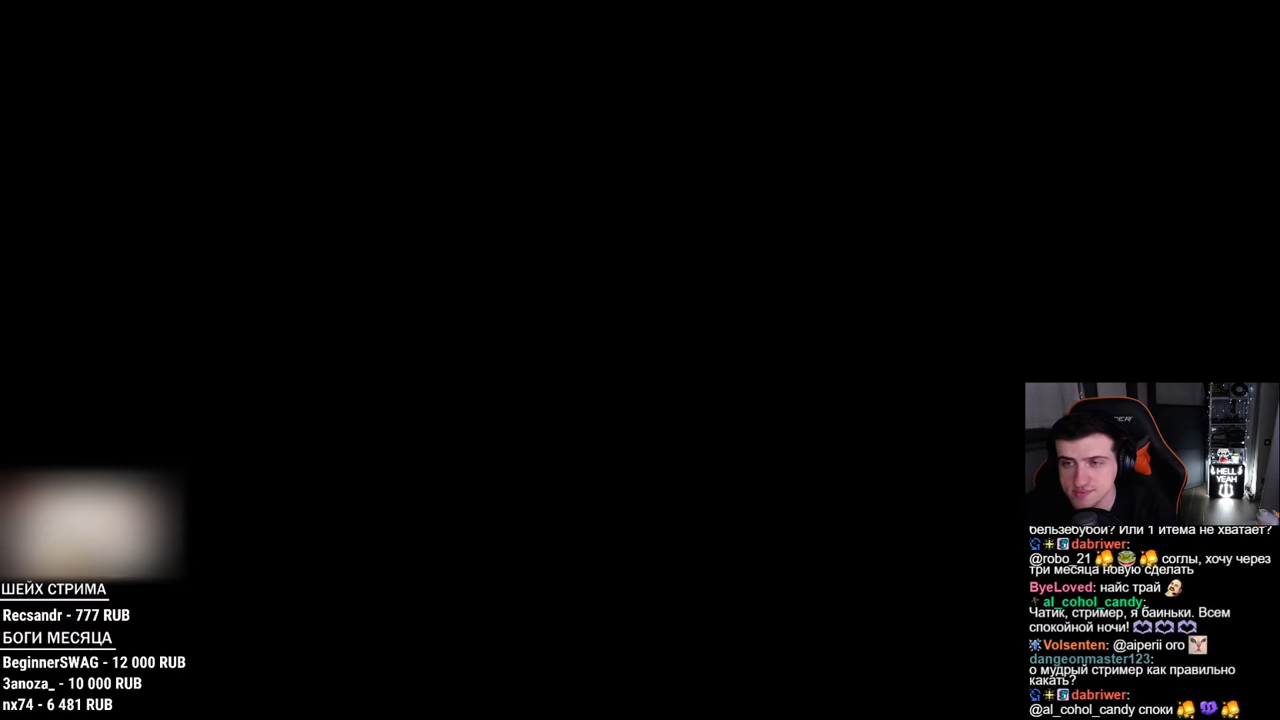 ШЕЙХ СТРИМА
Recsandr - 777 RUB
БОГИ МЕСЯЦА
BeginnerSWAG - 12 000 RUB
3anoza_ - 10 000 RUB
nx74 - 6 481 RUB
HELL
YEAH
бельзебубой? Или 1 итема не хватает?
dabriwer:
@robo_21 соглы, хочу через
три месяца новую сделать
ByeLoved: найс трай
al_cohol_candy:
Чатик, стример, я баиньки. Всем
спокойной ночи!
Volsenten: @aiperii ого
dangeonmaster123:
о мудрый стример как правильно
какать?
dabriwer:
@al_cohol_candy споки